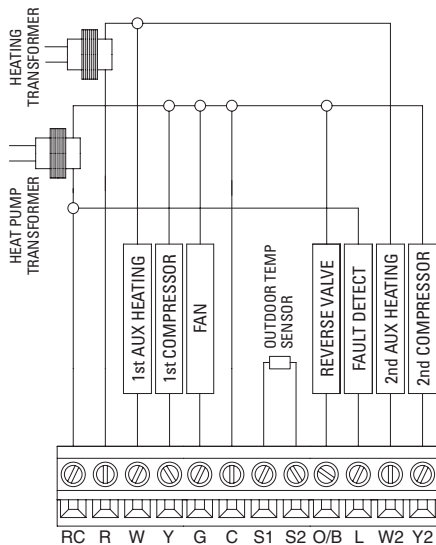 HEATING
TRANSFORMER
HEAT PUMP
TRANSFORMER
1st AUX HEATING
1st COMPRESSOR
FAN
OUTDOOR TEMP
SENSOR
REVERSE VALVE
FAULT DETECT
2nd AUX HEATING
2nd COMPRESSOR
RC R W Y G C S1 S2 O/B L W2 Y2